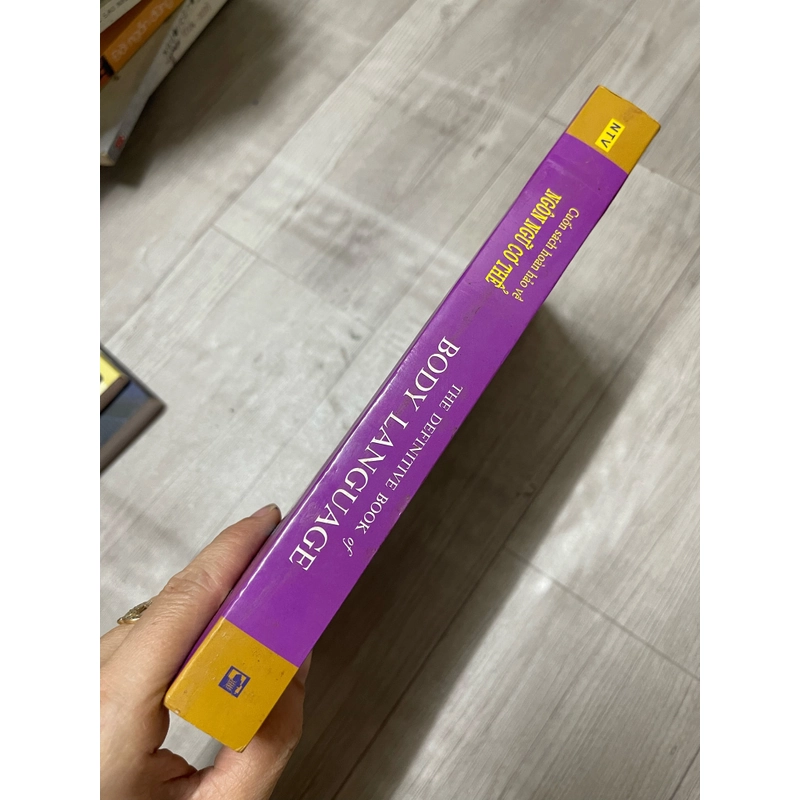 NTV
Cuốn sách hoàn hảo về
NGÔN NGỮ CƠ THỂ
THE DEFINITIVE BOOK of
BODY LANGUAGE